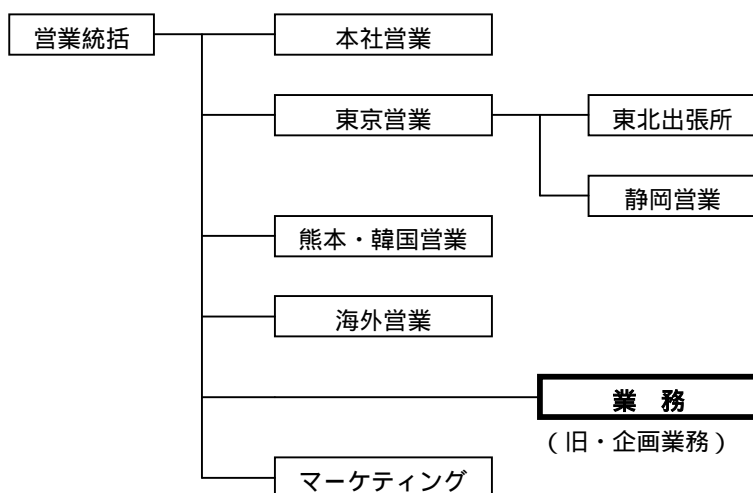 営業統括
本社営業
東京営業
東北出張所
静岡営業
熊本・韓国営業
海外営業
業　務
（旧・企画業務）
マーケティング